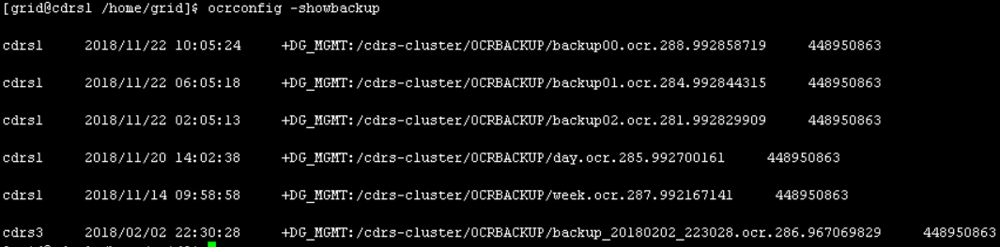 [grid@cdrs1 /home/grid]$ ocrconfig -showbackup
cdrs1 2018/11/22 10:05:24 +DG_MGMT:/cdrs-cluster/OCRBACKUP/backup00.ocr.288.992858719 448950863
cdrs1 2018/11/22 06:05:18 +DG_MGMT:/cdrs-cluster/OCRBACKUP/backup01.ocr.284.992844315 448950863
cdrs1 2018/11/22 02:05:13 +DG_MGMT:/cdrs-cluster/OCRBACKUP/backup02.ocr.281.992829909 448950863
cdrs1 2018/11/20 14:02:38 +DG_MGMT:/cdrs-cluster/OCRBACKUP/day.ocr.285.992700161 448950863
cdrs1 2018/11/14 09:58:58 +DG_MGMT:/cdrs-cluster/OCRBACKUP/week.ocr.287.992167141 448950863
cdrs3 2018/02/02 22:30:28 +DG_MGMT:/cdrs-cluster/OCRBACKUP/backup_20180202_223028.ocr.286.967069829 448950863